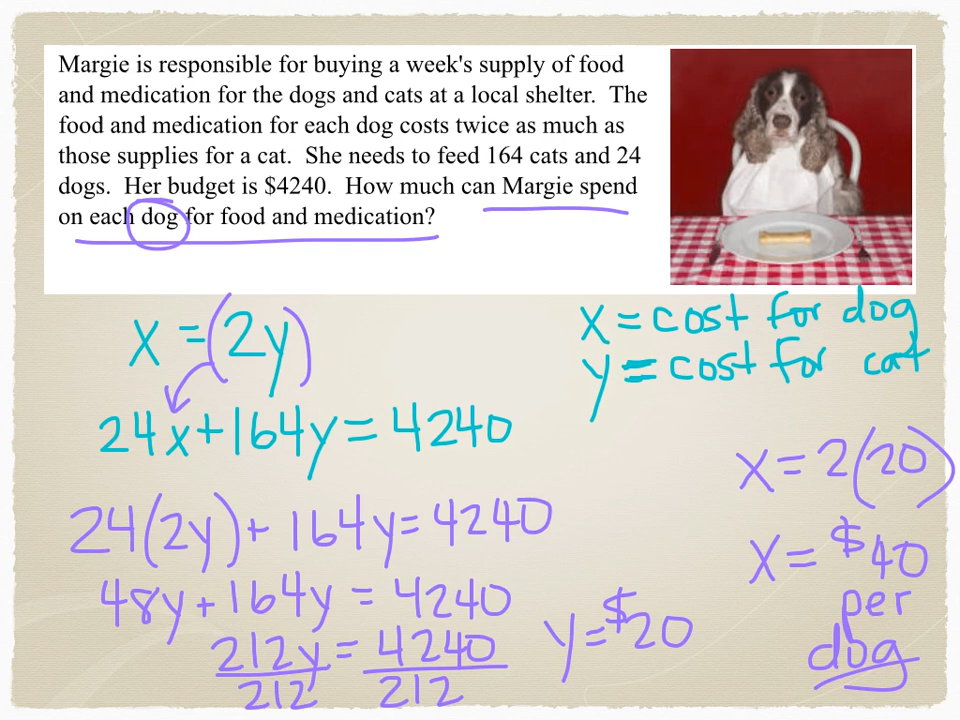 Margie is responsible for buying a week's supply of food
and medication for the dogs and cats at a local shelter. The
food and medication for each dog costs twice as much as
those supplies for a cat. She needs to feed 164 cats and 24
dogs. Her budget is $4240. How much can Margie spend
on each dog for food and medication?
x = (2y)
x = cost for dog
y = cost for cat
24x + 164y = 4240
24(2y) + 164y = 4240
48y + 164y = 4240
212y = 4240
212 212
y = $20
x = 2(20)
x = $40
per
dog